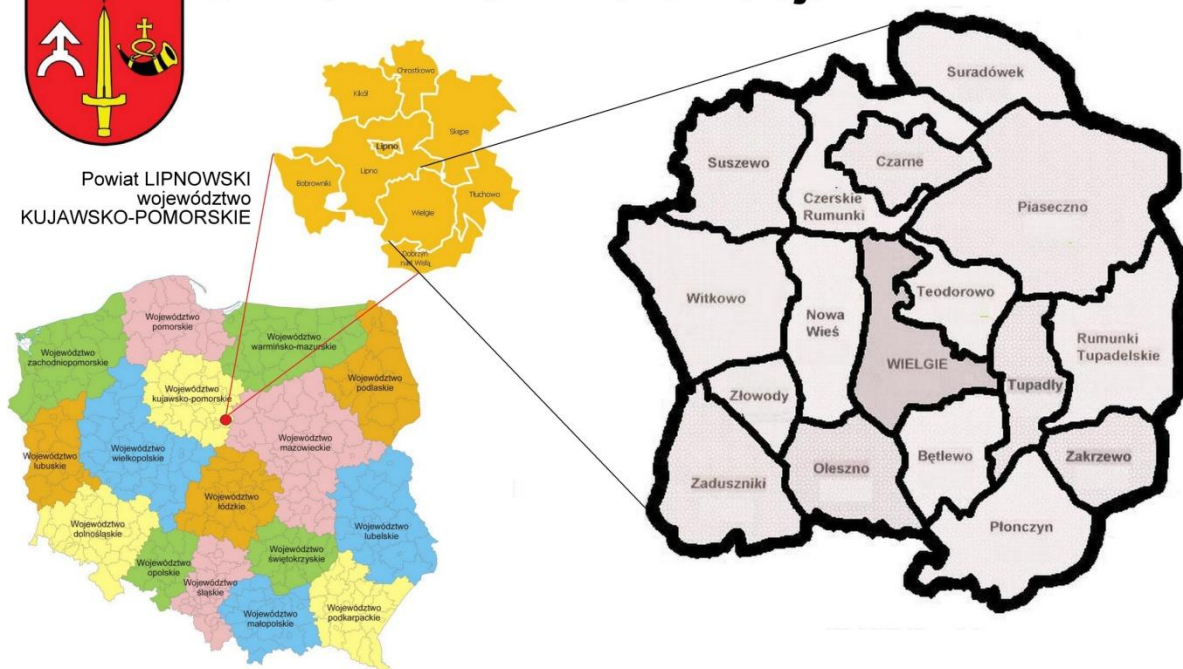 Powiat LIPNOWSKI
województwo
KUJAWSKO-POMORSKIE
Chrostkowo
Kikół
Skępe
Lipno
Lipno
Bobrowniki
Tłuchowo
Wielgie
Dobrzyń
nad Wisłą
Województwo
pomorskie
Województwo
zachodniopomorskie
Województwo
warmińsko-mazurskie
Województwo
podlaskie
Województwo
kujawsko-pomorskie
Województwo
mazowieckie
Województwo
wielkopolskie
Województwo
lubuskie
Województwo
łódzkie
Województwo
lubelskie
Województwo
dolnośląskie
Województwo
opolskie
Województwo
śląskie
Województwo
świętokrzyskie
Województwo
małopolskie
Województwo
podkarpackie
Suradówek
Suszewo
Czarne
Czerskie
Rumunki
Piaseczno
Witkowo
Nowa
Wieś
Teodorowo
WIELGIE
Rumunki
Tupadelskie
Tupadły
Złowody
Zaduszniki
Oleszno
Bętlewo
Zakrzewo
Płonczyn